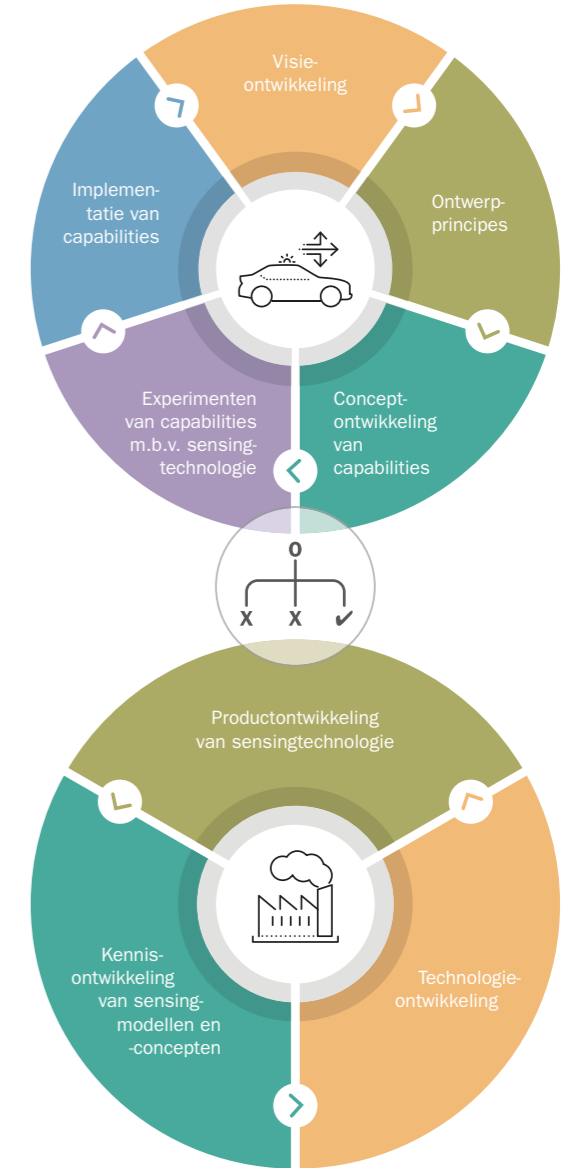 Visie-
ontwikkeling
Implemen-
tatie van
capabilities
Ontwerp-
principes
Experimenten
van capabilities
m.b.v. sensing-
technologie
Concept-
ontwikkeling
van
capabilities
O
X X ✔
Productontwikkeling
van sensingtechnologie
Kennis-
ontwikkeling
van sensing-
modellen en
-concepten
Technologie-
ontwikkeling